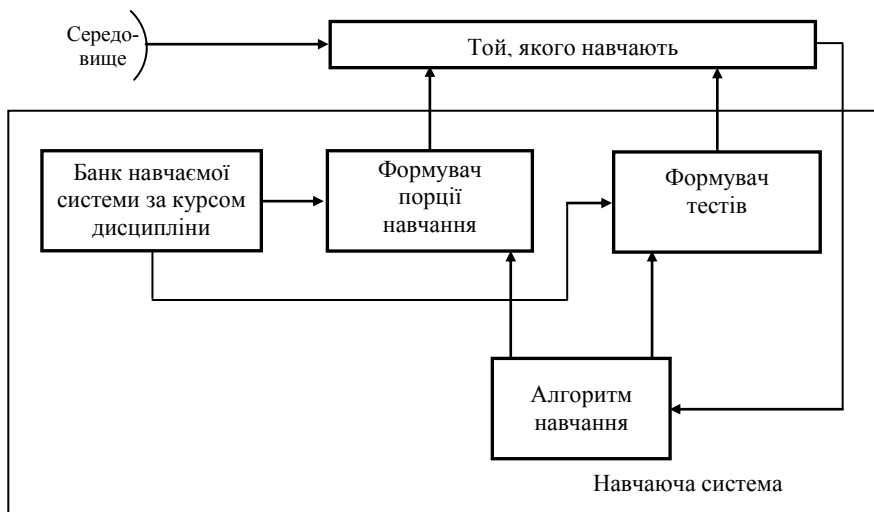 Середо-
вище
Той, якого навчають
Банк навчаємої
системи за курсом
дисципліни
Формувач
порції
навчання
Формувач
тестів
Алгоритм
навчання
Навчаюча система